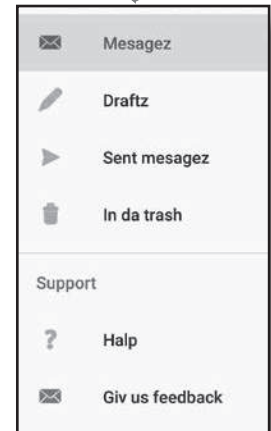 Mesagez
Draftz
Sent mesagez
In da trash
Support
Halp
Giv us feedback